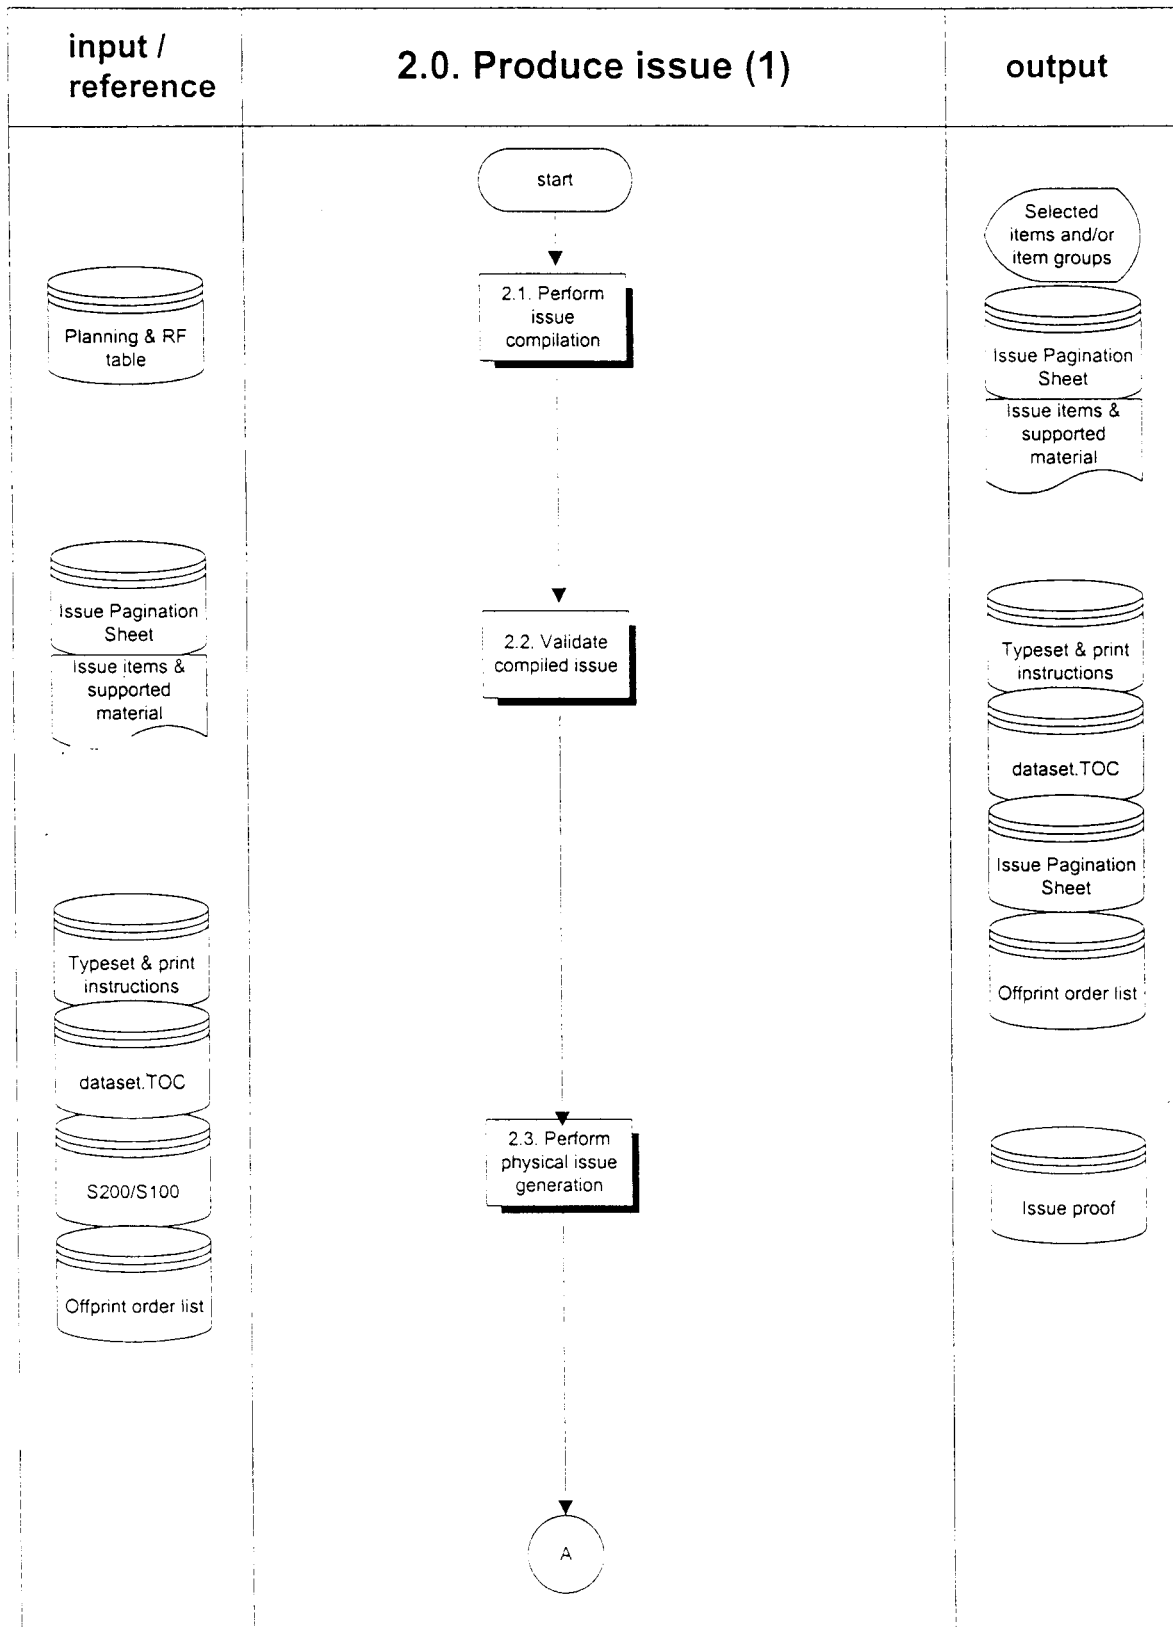 input /
reference
2.0. Produce issue (1)
output
start
Selected
items and/or
item groups
2.1. Perform
issue
compilation
Planning & RF
table
Issue Pagination
Sheet
Issue items &
supported
material
Issue Pagination
Sheet
Issue items &
supported
material
2.2. Validate
compiled issue
Typeset & print
instructions
dataset.TOC
Issue Pagination
Sheet
Offprint order list
Typeset & print
instructions
dataset.TOC
S200/S100
Offprint order list
2.3. Perform
physical issue
generation
Issue proof
A